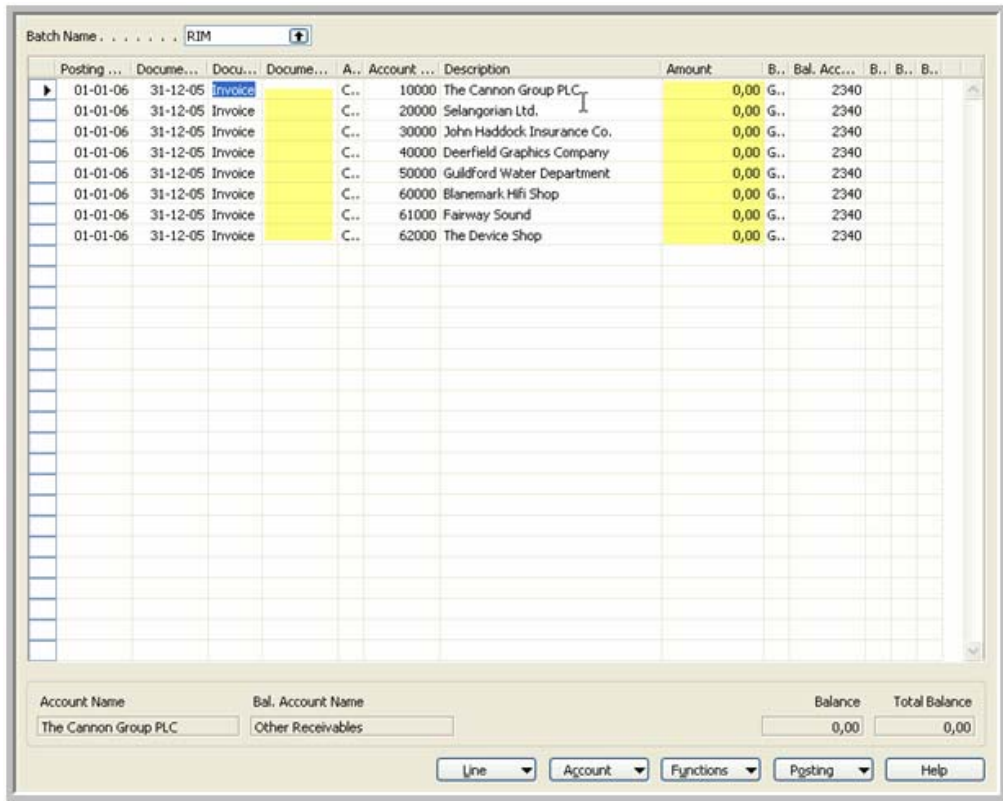 Batch Name . . . . . . . RIM
Posting ... Docume... Docu... Docume... A.. Account ... Description Amount B.. Bal. Acc... B.. B.. B..
01-01-06 31-12-05 Invoice C.. 10000 The Cannon Group PLC 0,00 G.. 2340
01-01-06 31-12-05 Invoice C.. 20000 Selangorian Ltd. 0,00 G.. 2340
01-01-06 31-12-05 Invoice C.. 30000 John Haddock Insurance Co. 0,00 G.. 2340
01-01-06 31-12-05 Invoice C.. 40000 Deerfield Graphics Company 0,00 G.. 2340
01-01-06 31-12-05 Invoice C.. 50000 Guildford Water Department 0,00 G.. 2340
01-01-06 31-12-05 Invoice C.. 60000 Blanemark Hifi Shop 0,00 G.. 2340
01-01-06 31-12-05 Invoice C.. 61000 Fairway Sound 0,00 G.. 2340
01-01-06 31-12-05 Invoice C.. 62000 The Device Shop 0,00 G.. 2340
Account Name Bal. Account Name Balance Total Balance
The Cannon Group PLC Other Receivables 0,00 0,00
Line Account Functions Posting Help